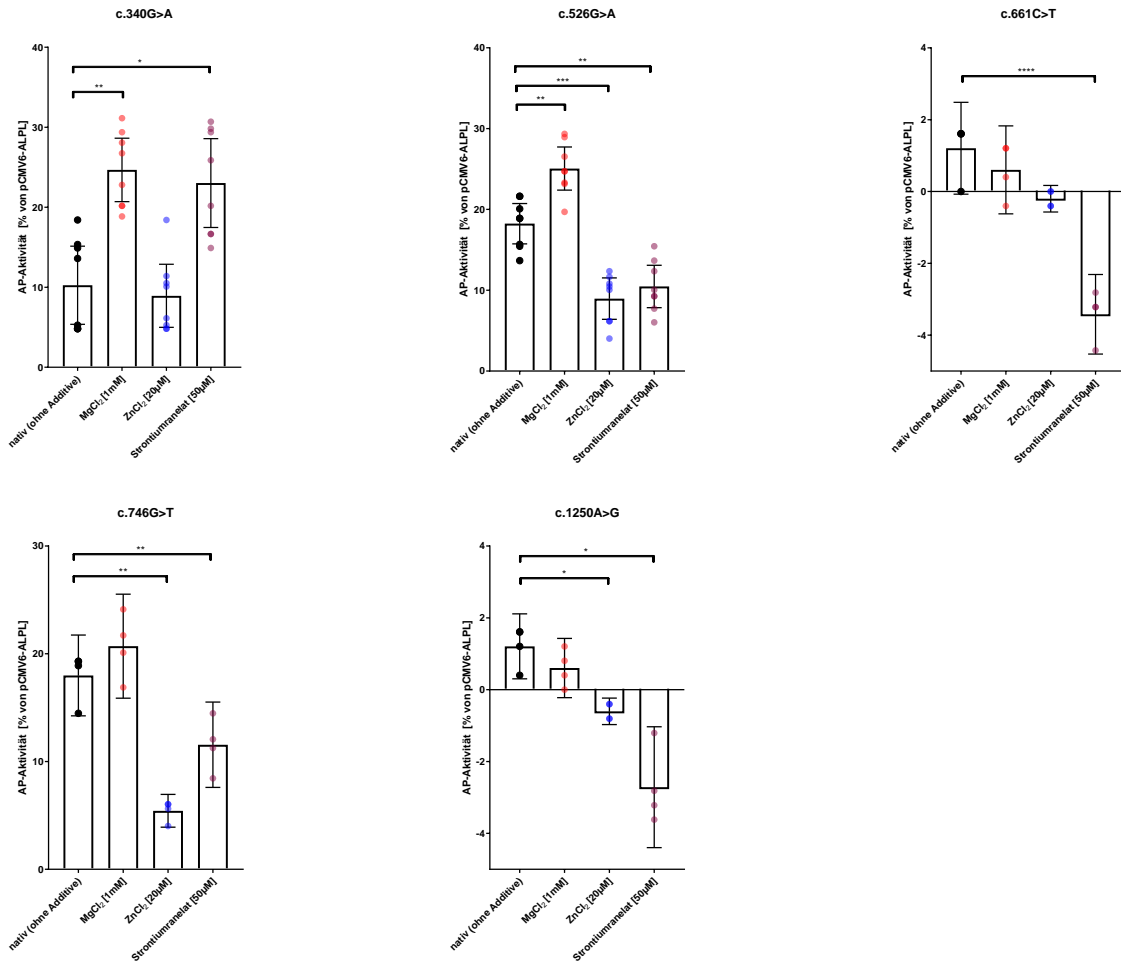 c.340G>A
AP-Aktivität [% von pCMV6-ALPL]
40
30
20
10
0
*
**
nativ (ohne Additive)
MgCl₂ [1mM]
ZnCl₂ [20µM]
Strontiumranelat [50µM]
c.526G>A
AP-Aktivität [% von pCMV6-ALPL]
40
30
20
10
0
**
***
**
nativ (ohne Additive)
MgCl₂ [1mM]
ZnCl₂ [20µM]
Strontiumranelat [50µM]
c.661C>T
AP-Aktivität [% von pCMV6-ALPL]
4
2
0
-2
-4
****
nativ (ohne Additive)
MgCl₂ [1mM]
ZnCl₂ [20µM]
Strontiumranelat [50µM]
c.746G>T
AP-Aktivität [% von pCMV6-ALPL]
30
20
10
0
**
**
nativ (ohne Additive)
MgCl₂ [1mM]
ZnCl₂ [20µM]
Strontiumranelat [50µM]
c.1250A>G
AP-Aktivität [% von pCMV6-ALPL]
4
2
0
-2
-4
*
*
nativ (ohne Additive)
MgCl₂ [1mM]
ZnCl₂ [20µM]
Strontiumranelat [50µM]